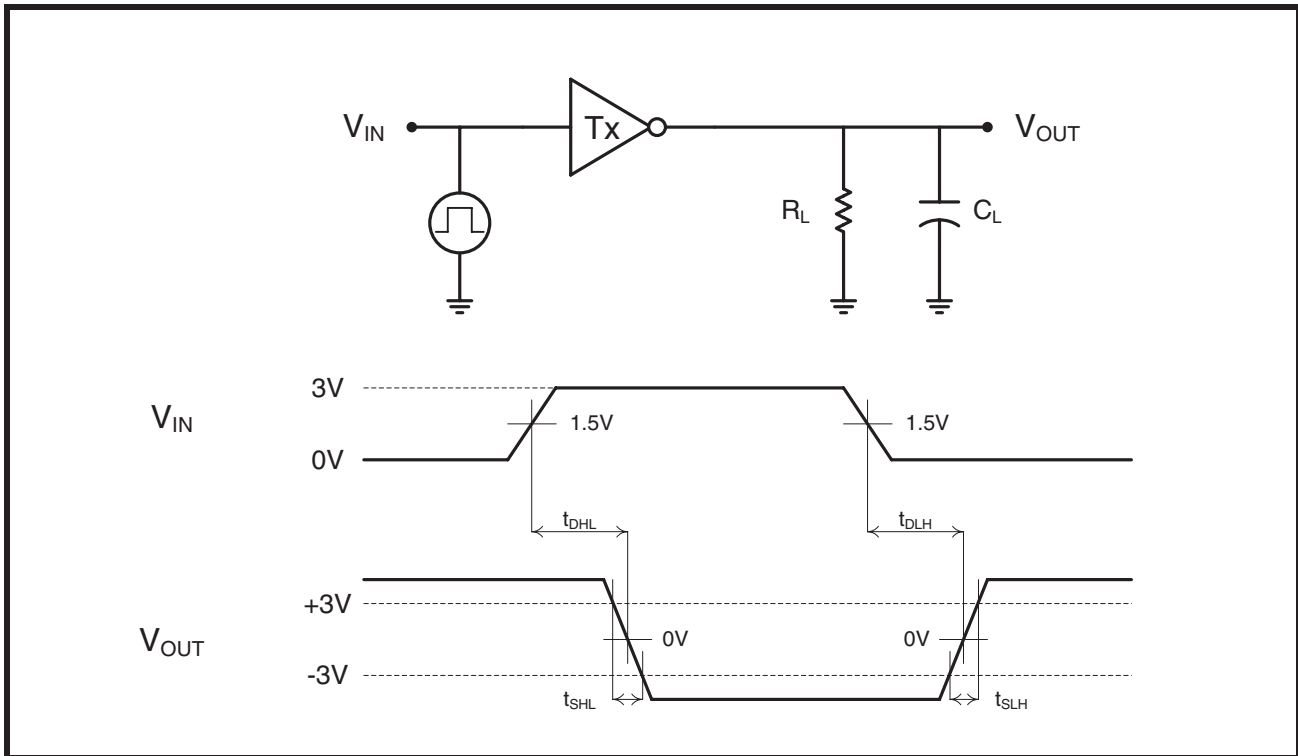 V_IN
Tx
V_OUT
R_L
C_L
3V
V_IN
1.5V
1.5V
0V
t_DHL
t_DLH
+3V
V_OUT
0V
0V
-3V
t_SHL
t_SLH